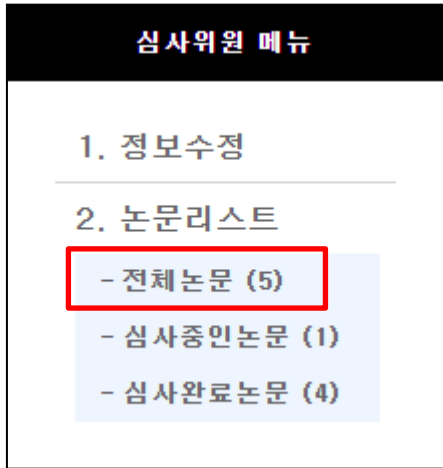 심사위원 메뉴
1. 정보수정
2. 논문리스트
- 전체논문 (5)
- 심사중인논문 (1)
- 심사완료논문 (4)